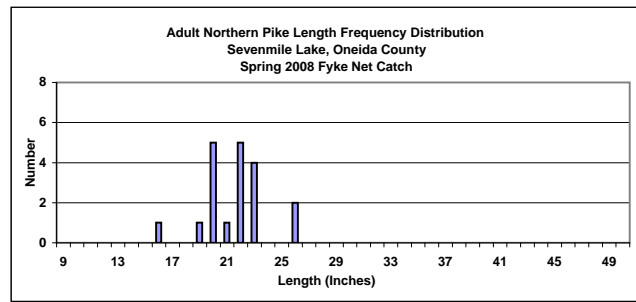 Adult Northern Pike Length Frequency Distribution
Sevenmile Lake, Oneida County
Spring 2008 Fyke Net Catch
8
6
4
2
0
Number
9 13 17 21 25 29 33 37 41 45 49
Length (Inches)